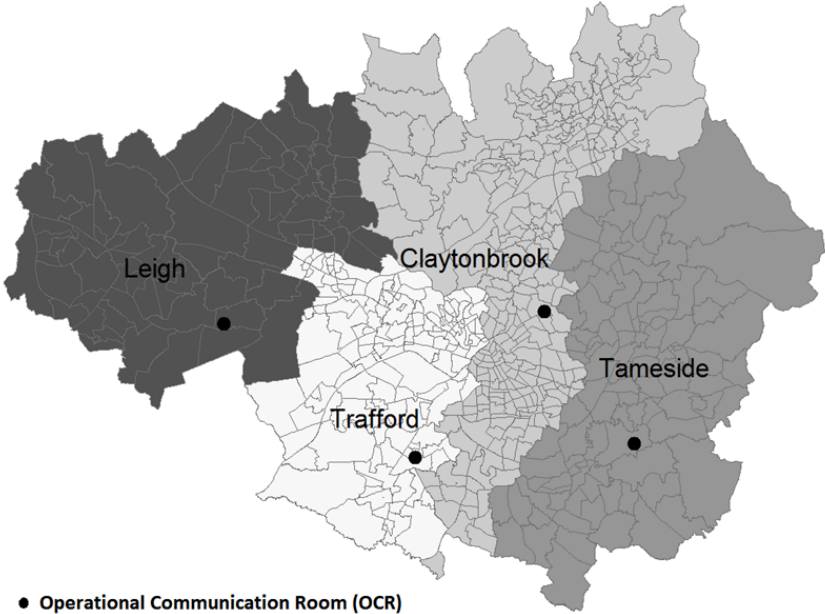 Claytonbrook
Leigh
Tameside
Trafford
Operational Communication Room (OCR)